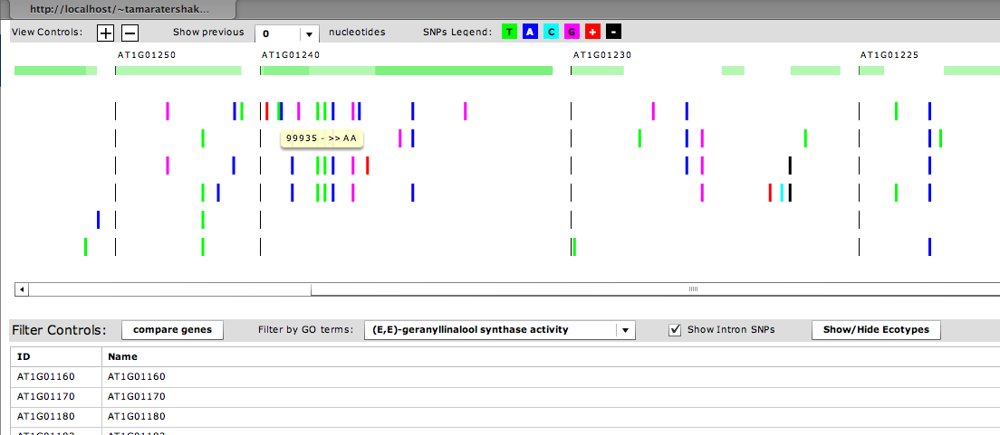 http://localhost/~tamaratershak...
View Controls: + − Show previous 0 nucleotides SNPs Legend: T A C G + -
AT1G01250 AT1G01240 AT1G01230 AT1G01225
99935 - >> AA
Filter Controls: compare genes Filter by GO terms: (E,E)-geranyllinalool synthase activity Show Intron SNPs Show/Hide Ecotypes
ID Name
AT1G01160 AT1G01160
AT1G01170 AT1G01170
AT1G01180 AT1G01180